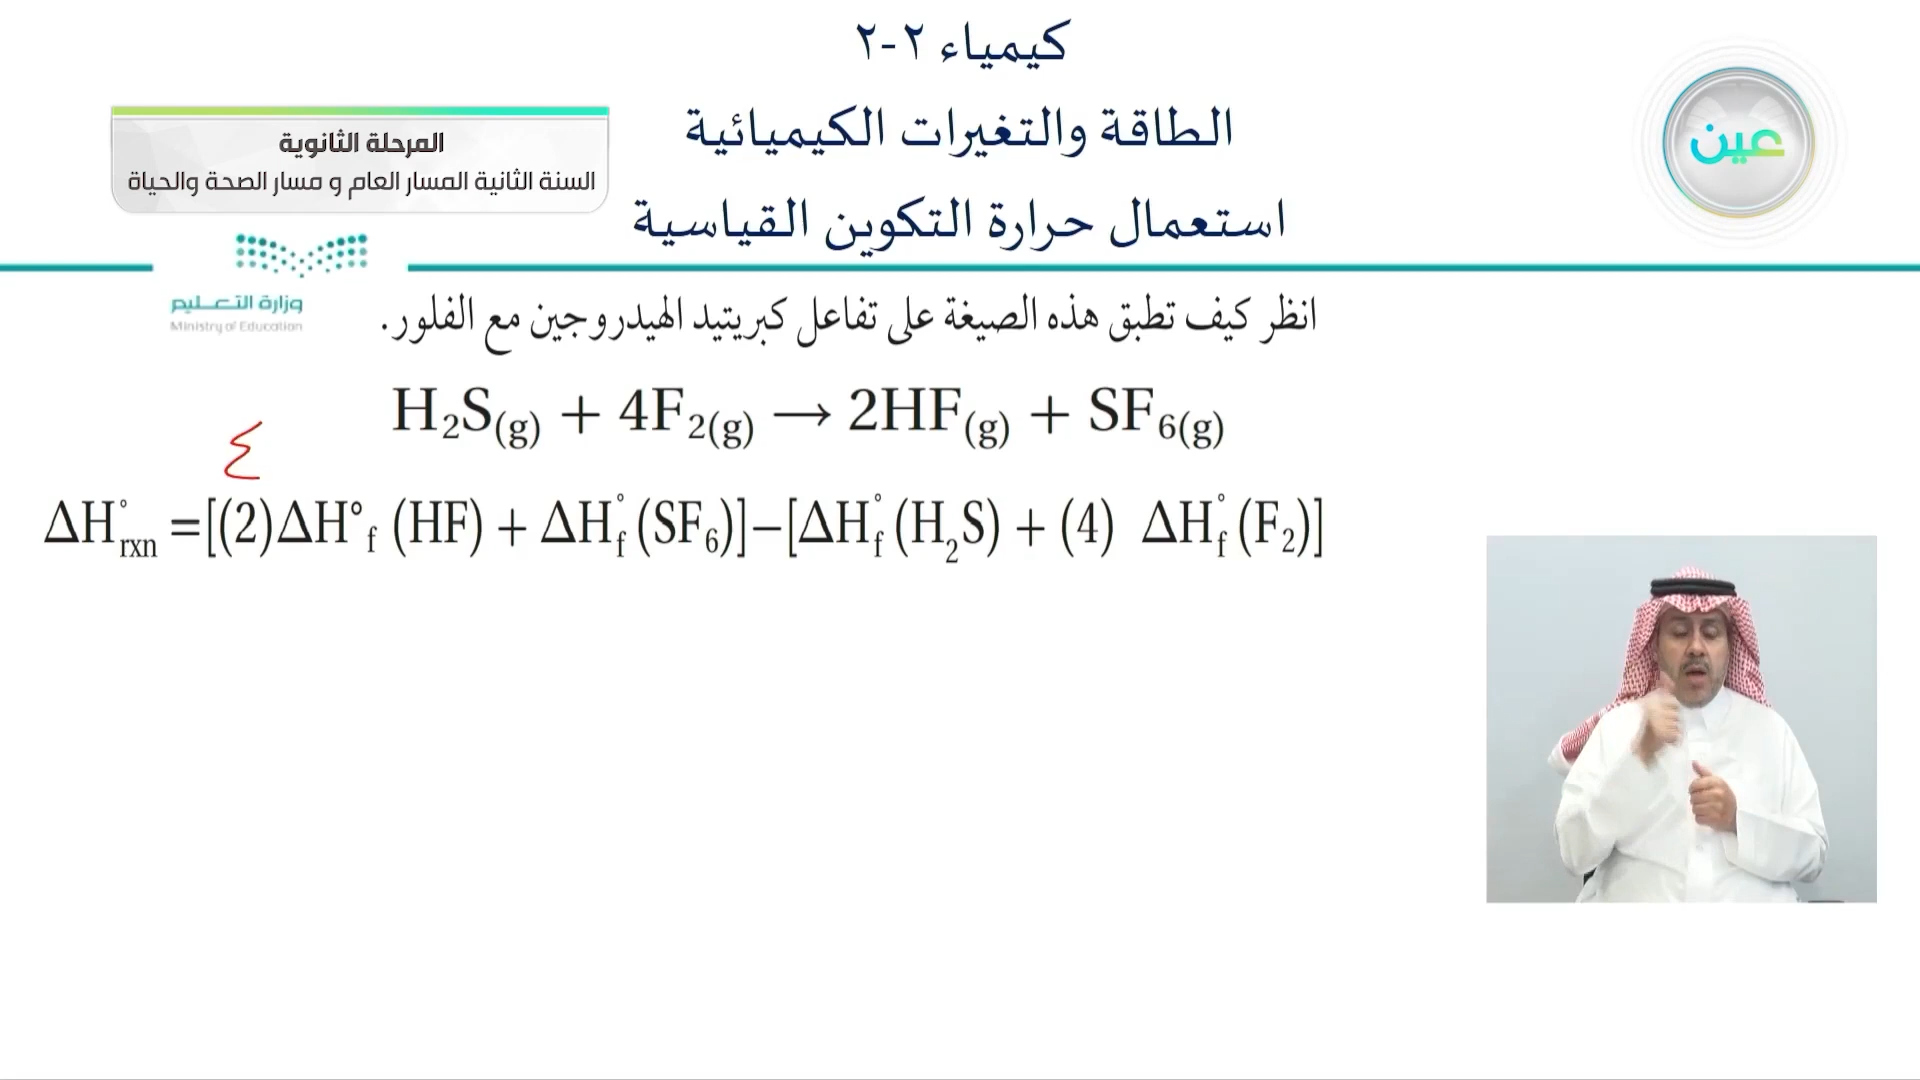 كيمياء ٢-٢
الطاقة والتغيرات الكيميائية
استعمال حرارة التكوين القياسية
عين
المرحلة الثانوية
السنة الثانية المسار العام و مسار الصحة والحياة
وزارة التعليم
Ministry of Education
انظر كيف تطبق هذه الصيغة على تفاعل كبريتيد الهيدروجين مع الفلور.
H₂S(g) + 4F₂(g) → 2HF(g) + SF₆(g)
٤
ΔH°rxn =[(2)ΔH°f (HF) + ΔH°f (SF₆)]−[ΔH°f (H₂S) + (4) ΔH°f (F₂)]